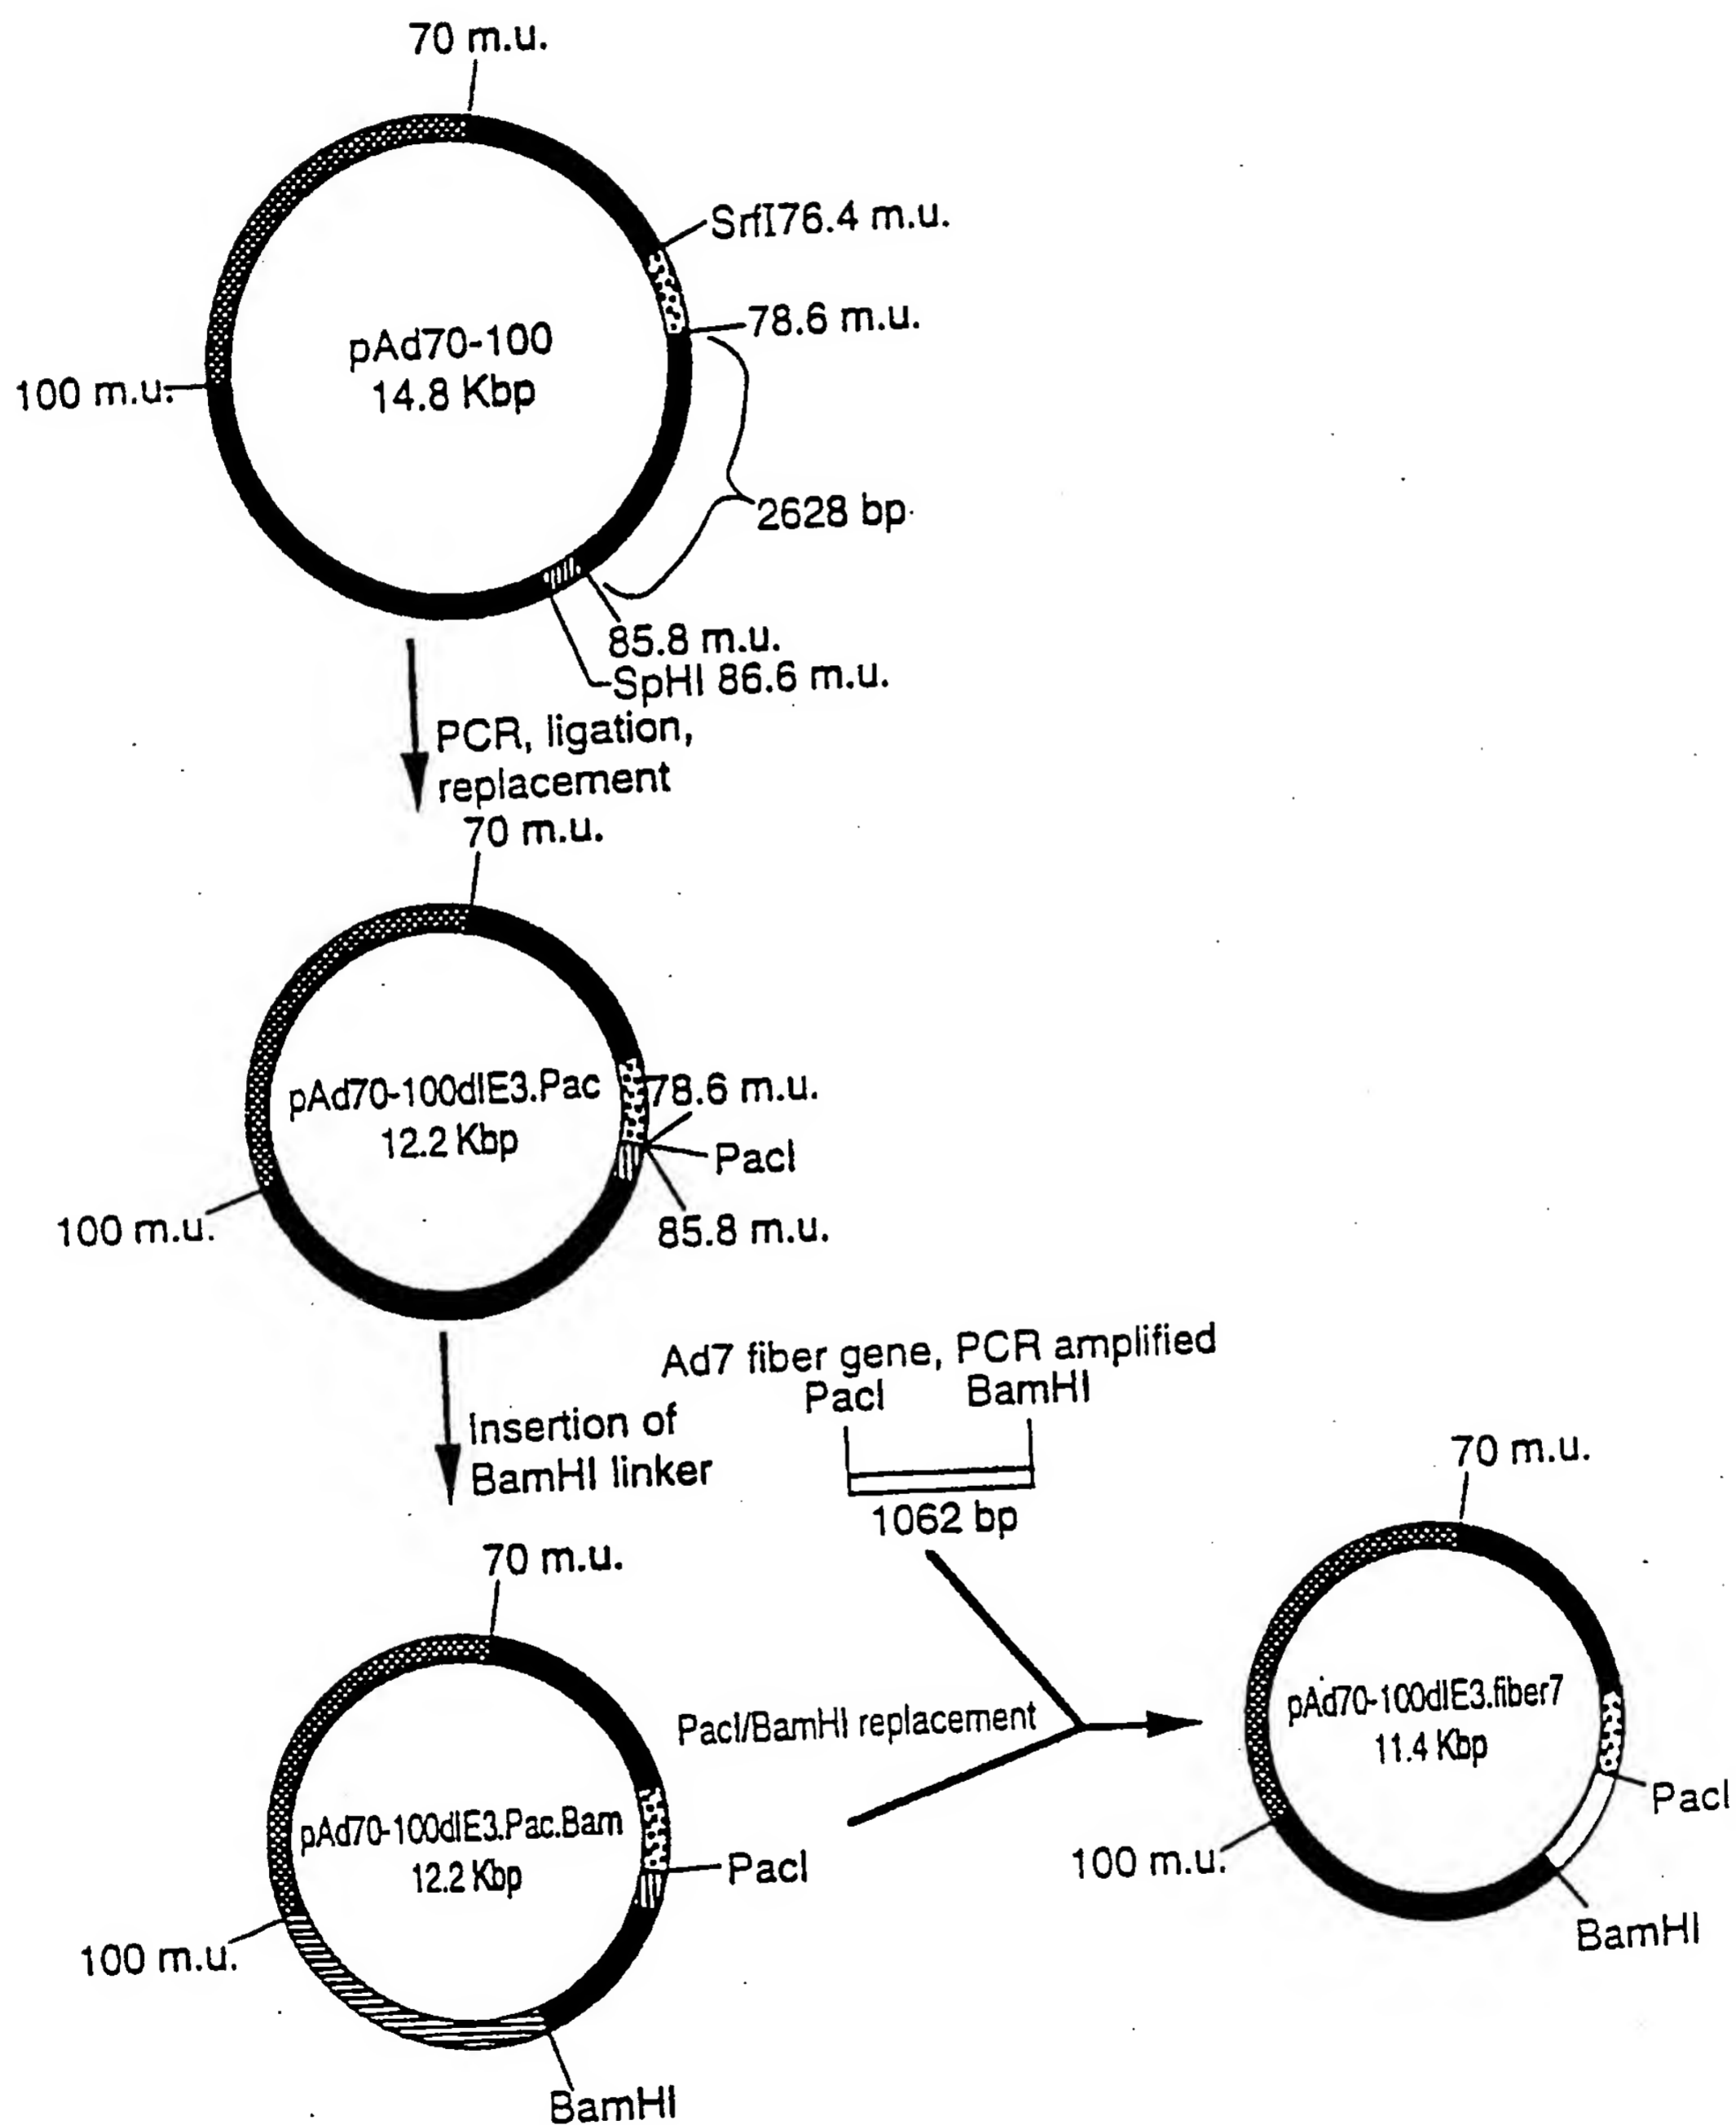 70 m.u.
SrfI76.4 m.u.
78.6 m.u.
pAd70-100
14.8 Kbp
100 m.u.
2628 bp
85.8 m.u.
SpHI 86.6 m.u.
PCR, ligation,
replacement
70 m.u.
pAd70-100dlE3.Pac
12.2 Kbp
78.6 m.u.
PacI
100 m.u.
85.8 m.u.
Ad7 fiber gene, PCR amplified
PacI BamHI
Insertion of
BamHI linker
1062 bp
70 m.u.
70 m.u.
PacI/BamHI replacement
pAd70-100dlE3.fiber7
11.4 Kbp
PacI
100 m.u.
BamHI
pAd70-100dlE3.Pac.Bam
12.2 Kbp
PacI
100 m.u.
BamHI